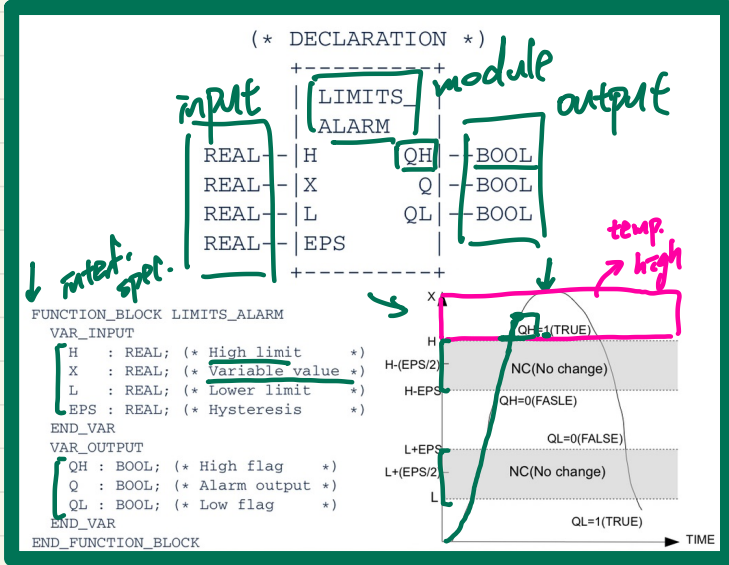 (* DECLARATION *)
+--------------+
input
LIMITS_
ALARM
module
output
REAL--|H QH|--BOOL
REAL--|X Q|--BOOL
REAL--|L QL|--BOOL
REAL--|EPS |
+--------------+
temp.
high
interf.
spec.
FUNCTION_BLOCK LIMITS_ALARM
VAR_INPUT
H : REAL; (* High limit *)
X : REAL; (* Variable value *)
L : REAL; (* Lower limit *)
EPS : REAL; (* Hysteresis *)
END_VAR
VAR_OUTPUT
QH : BOOL; (* High flag *)
Q : BOOL; (* Alarm output *)
QL : BOOL; (* Low flag *)
END_VAR
END_FUNCTION_BLOCK
X
QH=1(TRUE)
H
H-(EPS/2)
NC(No change)
H-EPS
QH=0(FASLE)
QL=0(FALSE)
L+EPS
L+(EPS/2)
NC(No change)
L
QL=1(TRUE)
TIME